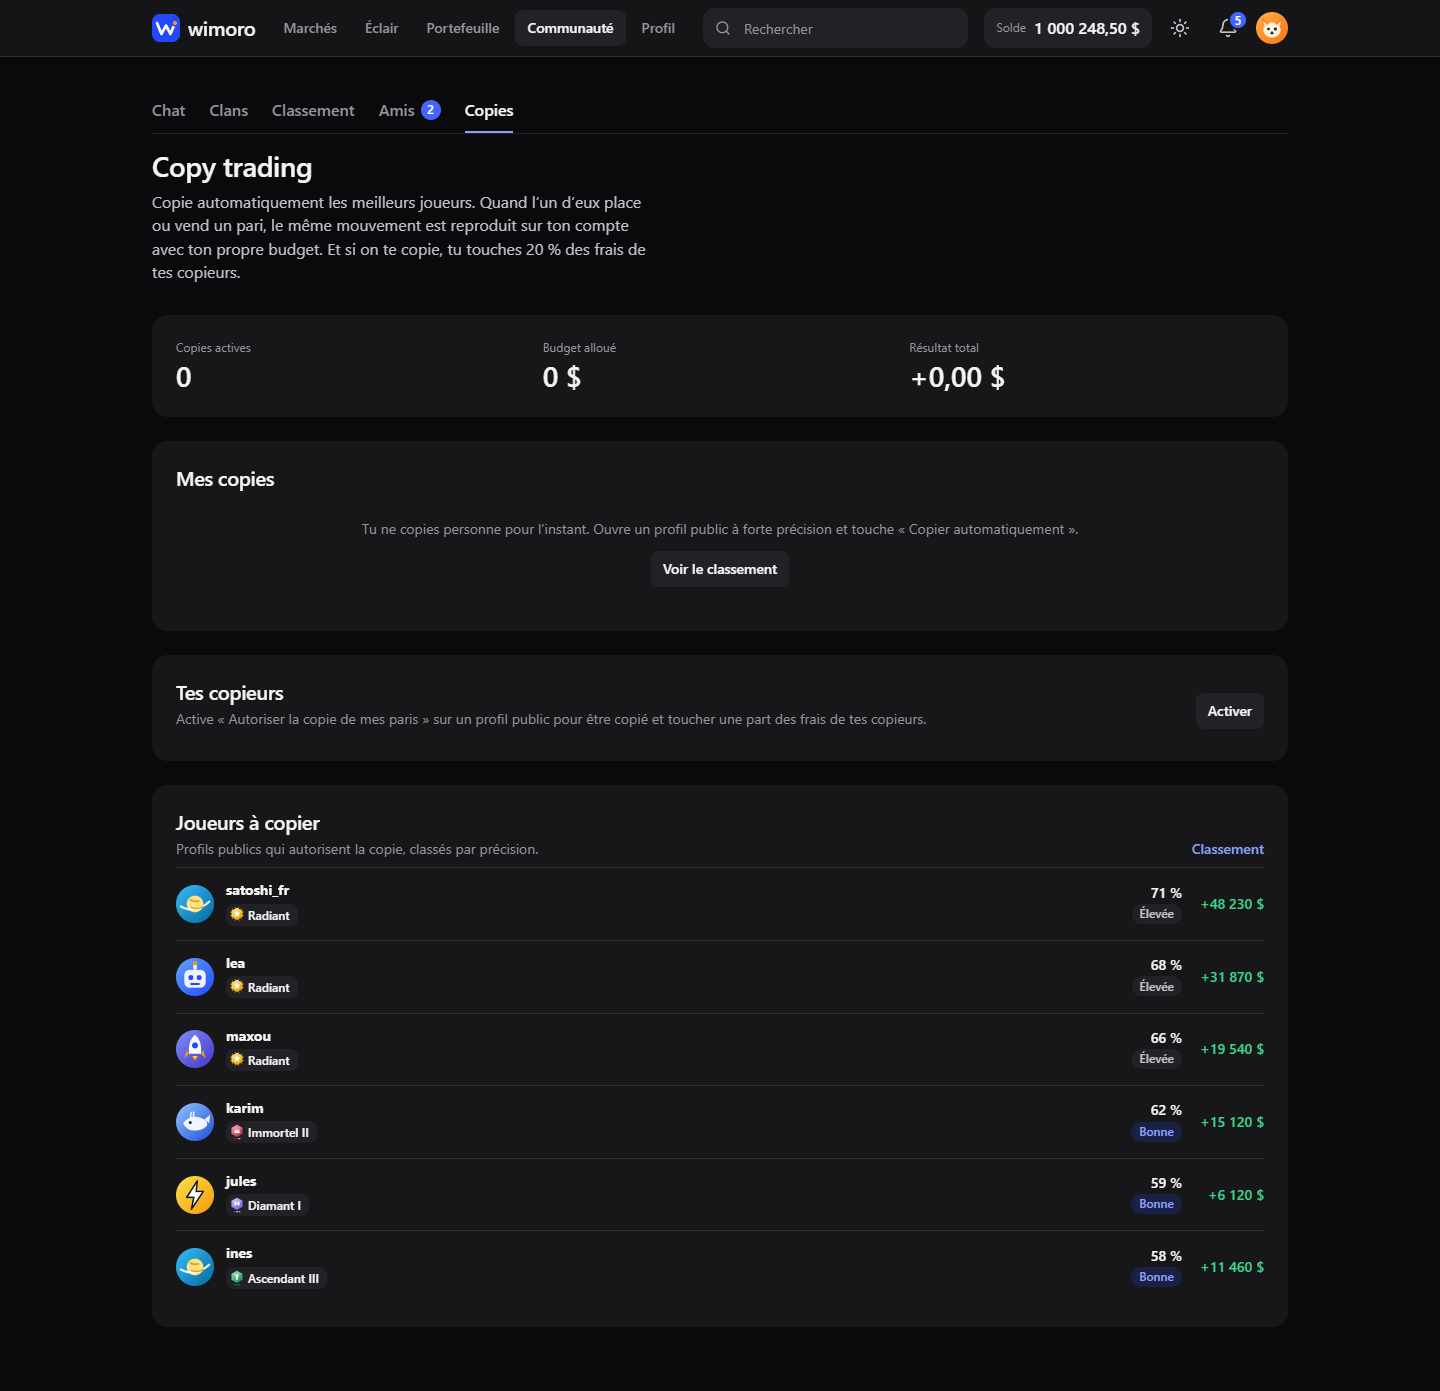 wimoro Marchés Éclair Portefeuille Communauté Profil Rechercher Solde 1 000 248,50 $ 5
Chat Clans Classement Amis 2 Copies
Copy trading
Copie automatiquement les meilleurs joueurs. Quand l’un d’eux place
ou vend un pari, le même mouvement est reproduit sur ton compte
avec ton propre budget. Et si on te copie, tu touches 20 % des frais de
tes copieurs.
Copies actives Budget alloué Résultat total
0 0 $ +0,00 $
Mes copies
Tu ne copies personne pour l’instant. Ouvre un profil public à forte précision et touche « Copier automatiquement ».
Voir le classement
Tes copieurs
Active « Autoriser la copie de mes paris » sur un profil public pour être copié et toucher une part des frais de tes copieurs.
Activer
Joueurs à copier
Profils publics qui autorisent la copie, classés par précision. Classement
satoshi_fr 71 %
Radiant Élevée +48 230 $
lea 68 %
Radiant Élevée +31 870 $
maxou 66 %
Radiant Élevée +19 540 $
karim 62 %
Immortel II Bonne +15 120 $
jules 59 %
Diamant I Bonne +6 120 $
ines 58 %
Ascendant III Bonne +11 460 $